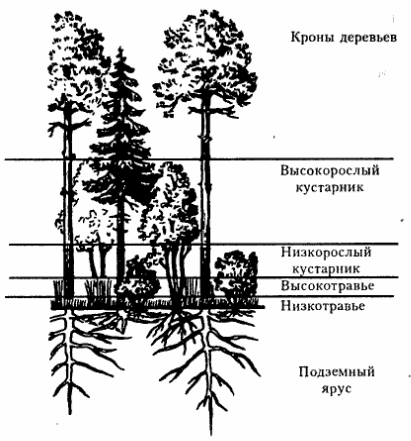 Кроны деревьев
Высокорослый
кустарник
Низкорослый
кустарник
Высокотравье
Низкотравье
Подземный
ярус